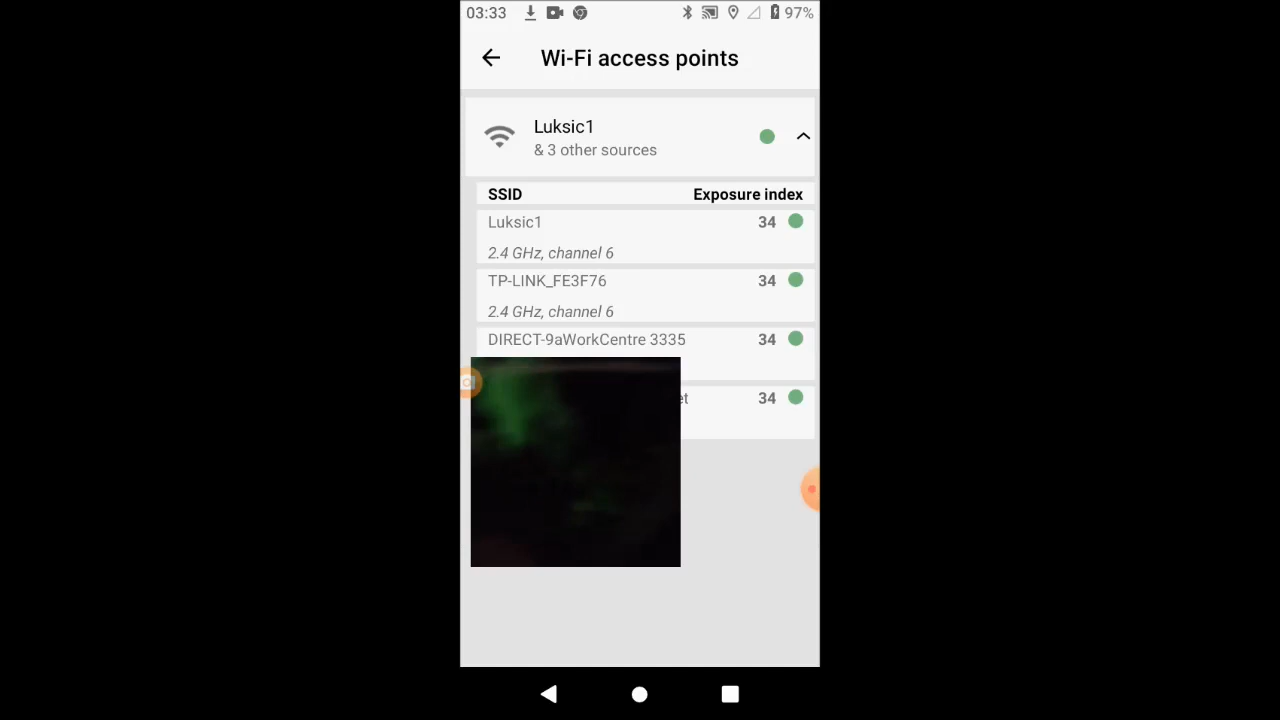 03:33 97%
Wi-Fi access points
Luksic1
& 3 other sources
SSID Exposure index
Luksic1 34
2.4 GHz, channel 6
TP-LINK_FE3F76 34
2.4 GHz, channel 6
DIRECT-9aWorkCentre 3335 34
34